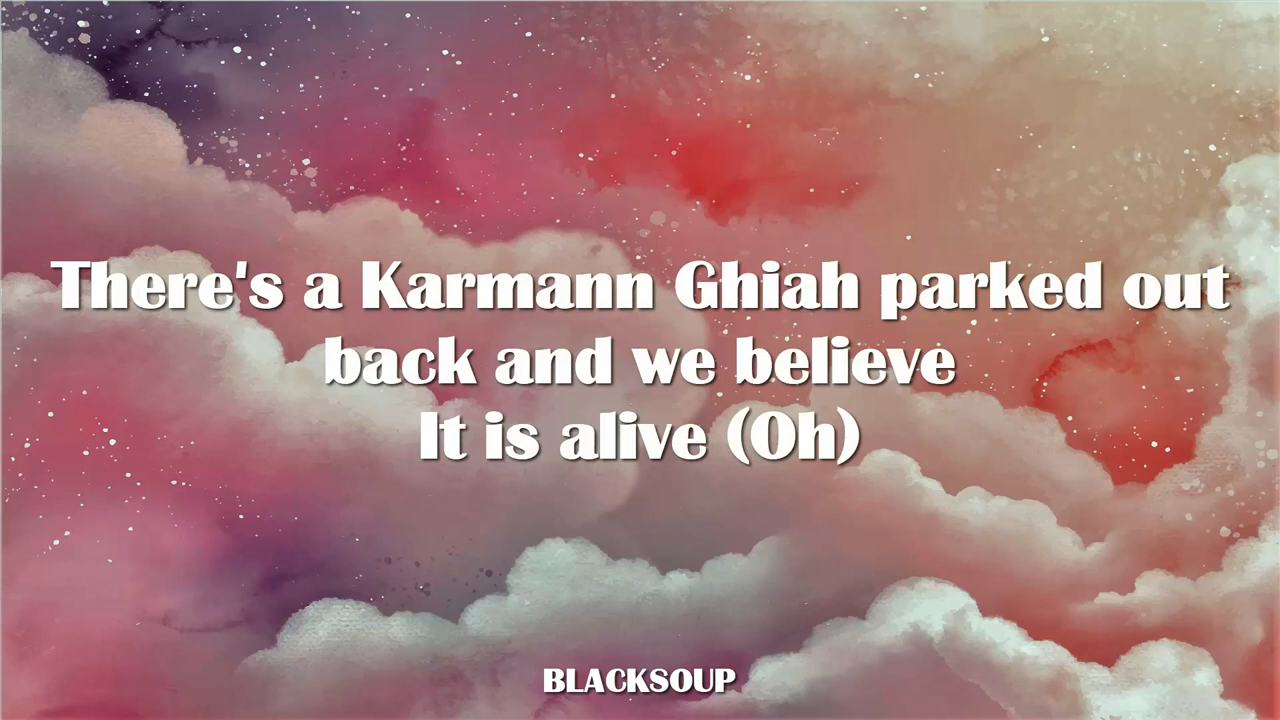 There's a Karmann Ghiah parked out
back and we believe
It is alive (Oh)
BLACKSOUP